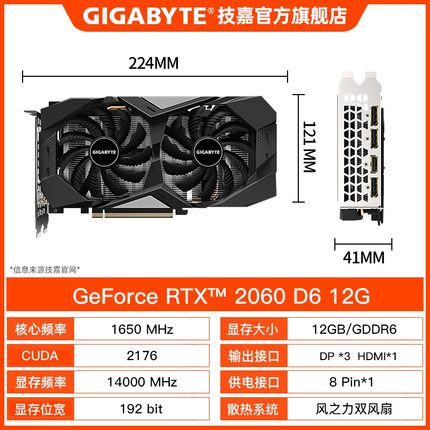 GIGABYTE™ 技嘉官方旗舰店
224MM
GIGABYTE
GIGABYTE
121 MM
41MM
*信息来源技嘉官网*
GeForce RTX™ 2060 D6 12G
核心频率 1650 MHz 显存大小 12GB/GDDR6
CUDA 2176 输出接口 DP *3 HDMI*1
显存频率 14000 MHz 供电接口 8 Pin*1
显存位宽 192 bit 散热系统 风之力双风扇